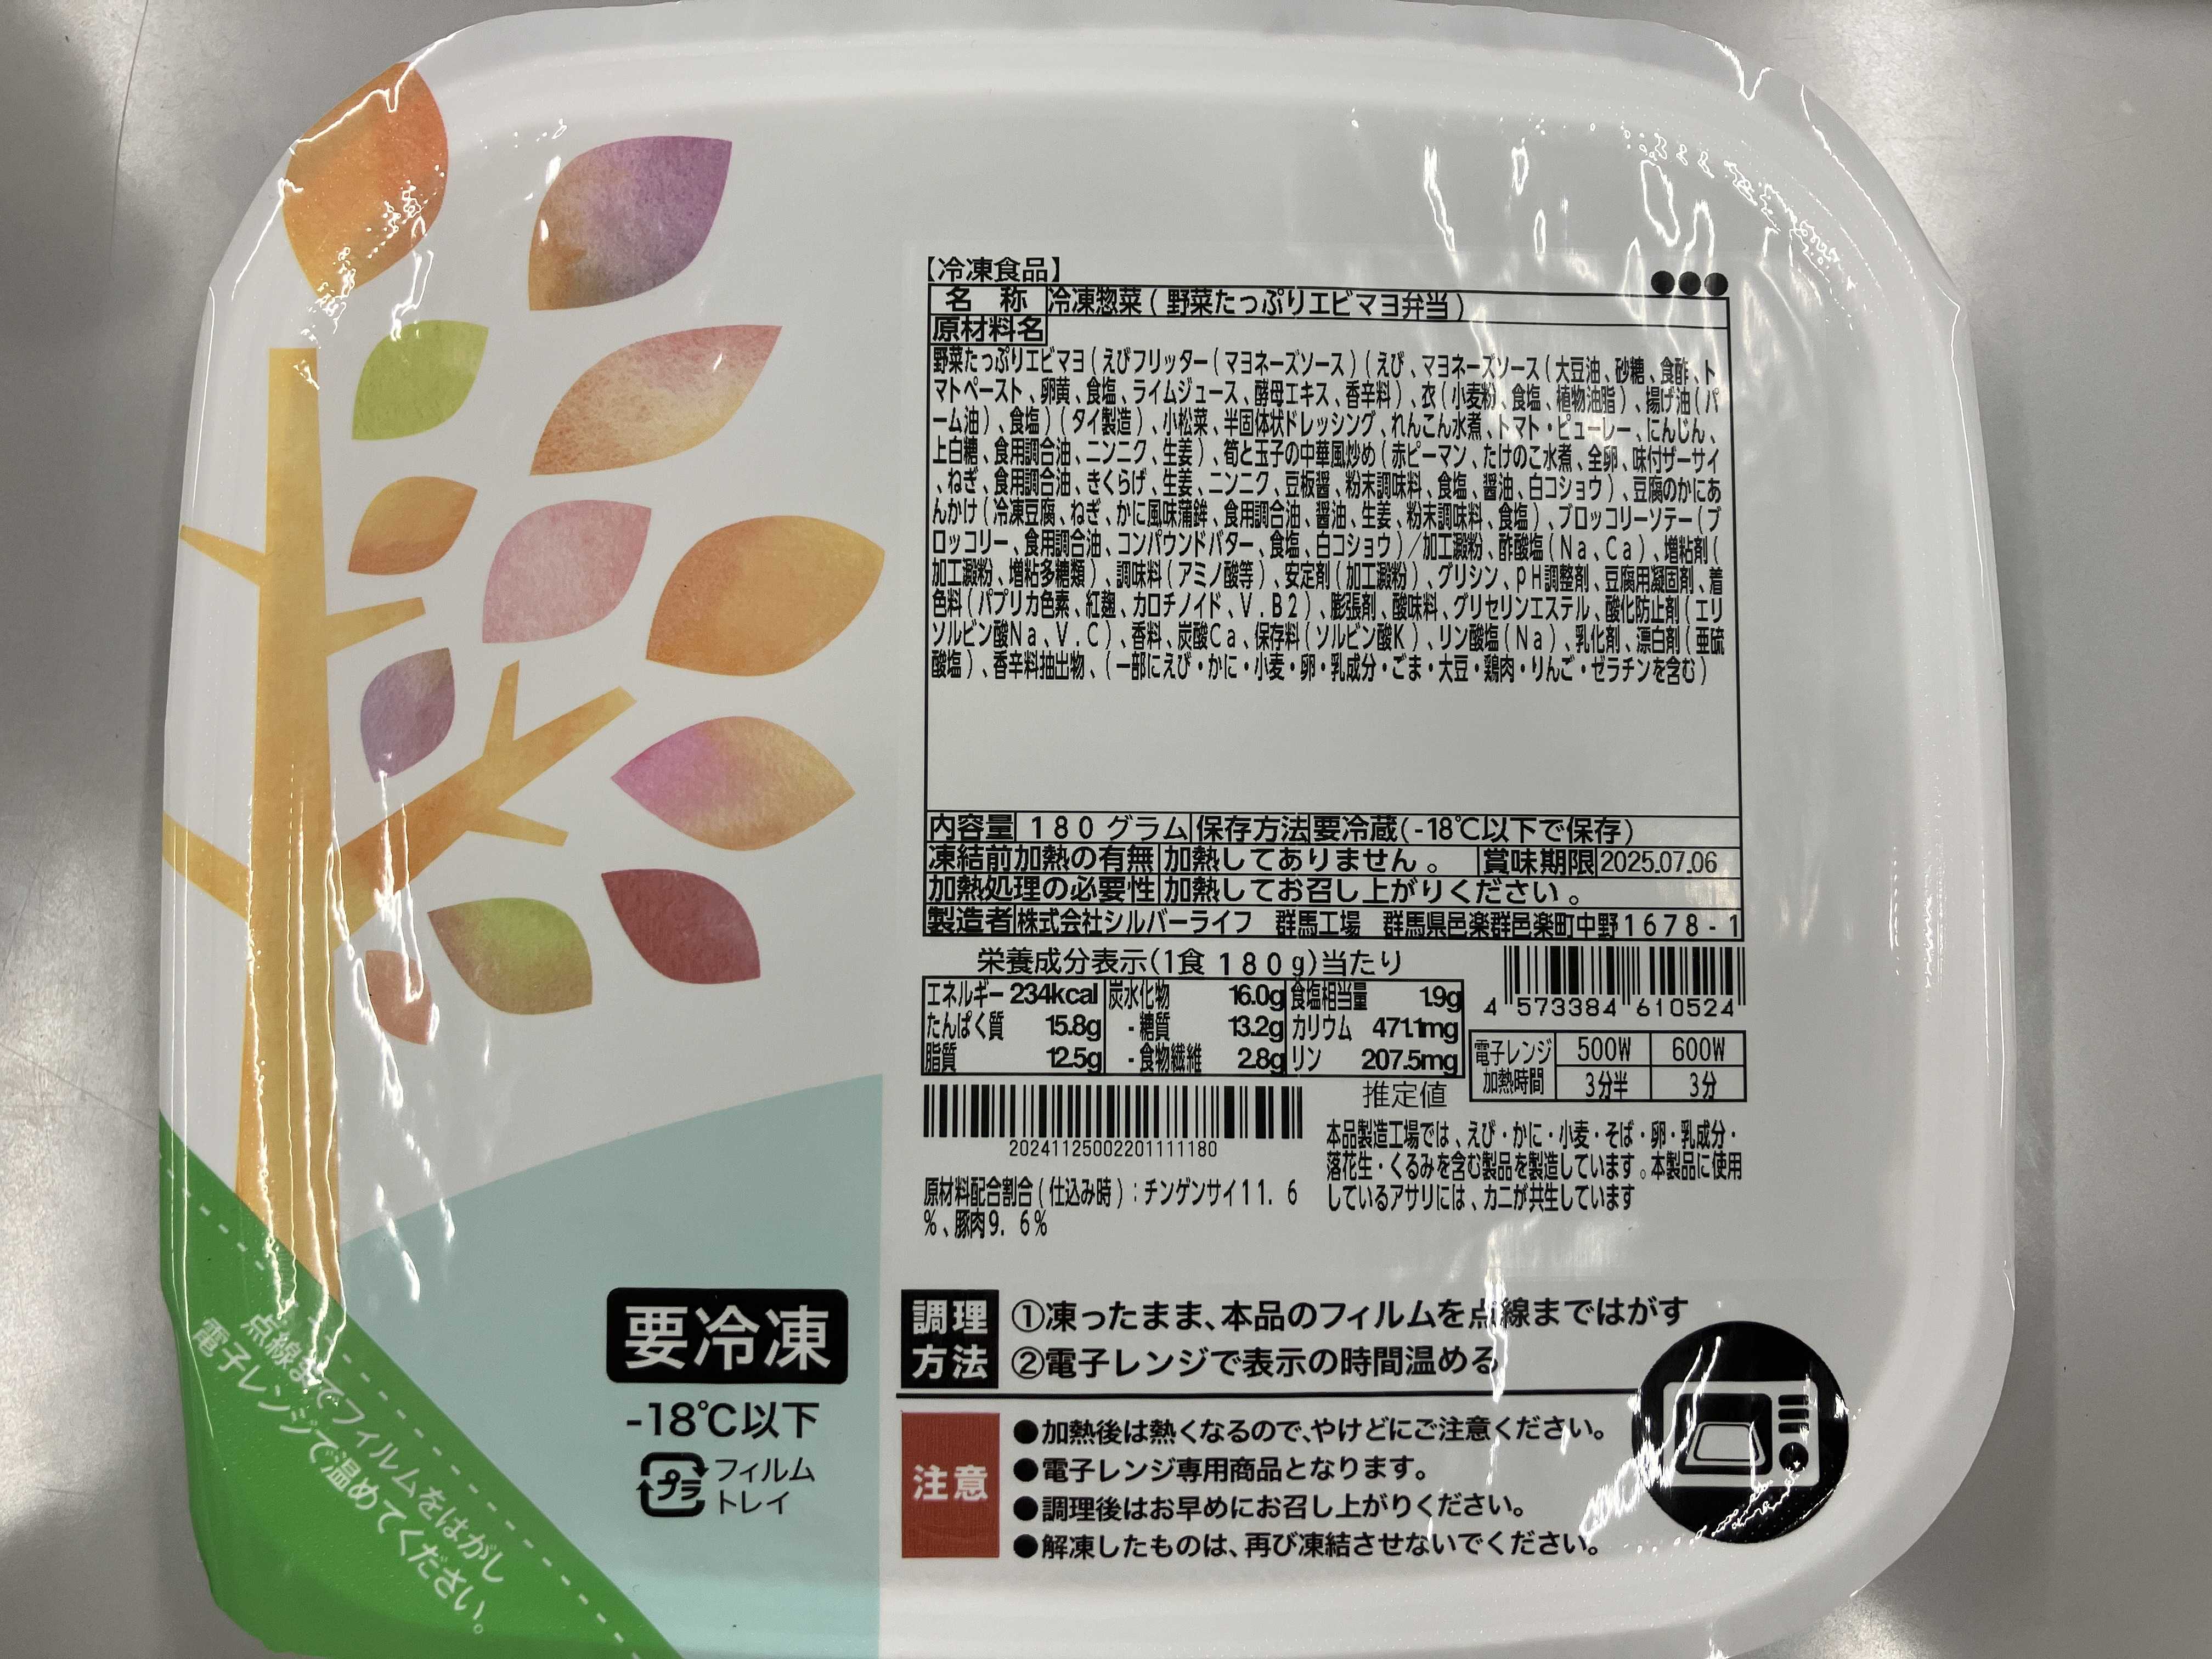 【冷凍食品】
名 称 冷凍惣菜(野菜たっぷりエビマヨ弁当)
原材料名
野菜たっぷりエビマヨ(えびフリッター(マヨネーズソース)(えび、マヨネーズソース(大豆油、砂糖、食酢、ト
マトペースト、卵黄、食塩、ライムジュース、酵母エキス、香辛料)、衣(小麦粉、食塩、植物油脂)、揚げ油(パ
ーム油)、食塩)(タイ製造)、小松菜、半固体状ドレッシング、れんこん水煮、トマト・ピューレー、にんじん、
上白糖、食用調合油、ニンニク、生姜)、筍と玉子の中華風炒め(赤ピーマン、たけのこ水煮、全卵、味付ザーサイ
、ねぎ、食用調合油、きくらげ、生姜、ニンニク、豆板醤、粉末調味料、食塩、醤油、白コショウ)、豆腐のかにあ
んかけ(冷凍豆腐、ねぎ、かに風味蒲鉾、食用調合油、醤油、生姜、粉末調味料、食塩)、ブロッコリーソテー(ブ
ロッコリー、食用調合油、コンパウンドバター、食塩、白コショウ)/加工澱粉、酢酸塩(Na、Ca)、増粘剤(
加工澱粉、増粘多糖類)、調味料(アミノ酸等)、安定剤(加工澱粉)、グリシン、pH調整剤、豆腐用凝固剤、着
色料(パプリカ色素、紅麹、カロチノイド、V.B2)、膨張剤、酸味料、グリセリンエステル、酸化防止剤(エリ
ソルビン酸Na、V.C)、香料、炭酸Ca、保存料(ソルビン酸K)、リン酸塩(Na)、乳化剤、漂白剤(亜硫
酸塩)、香辛料抽出物、(一部にえび・かに・小麦・卵・乳成分・ごま・大豆・鶏肉・りんご・ゼラチンを含む)
内容量 180 グラム 保存方法 要冷蔵(-18℃以下で保存)
凍結前加熱の有無 加熱してありません。 賞味期限 2025.07.06
加熱処理の必要性 加熱してお召し上がりください。
製造者 株式会社シルバーライフ 群馬工場 群馬県邑楽群邑楽町中野1678-1
栄養成分表示(1食 180g)当たり
エネルギー 234kcal 炭水化物 16.0g 食塩相当量 1.9g
たんぱく質 15.8g -糖質 13.2g カリウム 471.1mg
脂質 12.5g -食物繊維 2.8g リン 207.5mg
推定値
4 573384 610524
電子レンジ加熱時間 500W 600W
3分半 3分
20241125002201111180
原材料配合割合(仕込み時):チンゲンサイ11.6
%、豚肉9.6%
本品製造工場では、えび・かに・小麦・そば・卵・乳成分・
落花生・くるみを含む製品を製造しています。本製品に使用
しているアサリには、カニが共生しています
要冷凍
-18℃以下
プラ
フィルム
トレイ
調理
方法
①凍ったまま、本品のフィルムを点線まではがす
②電子レンジで表示の時間温める
注意
●加熱後は熱くなるので、やけどにご注意ください。
●電子レンジ専用商品となります。
●調理後はお早めにお召し上がりください。
●解凍したものは、再び凍結させないでください。
点線までフィルムをはがし
電子レンジで温めてください。